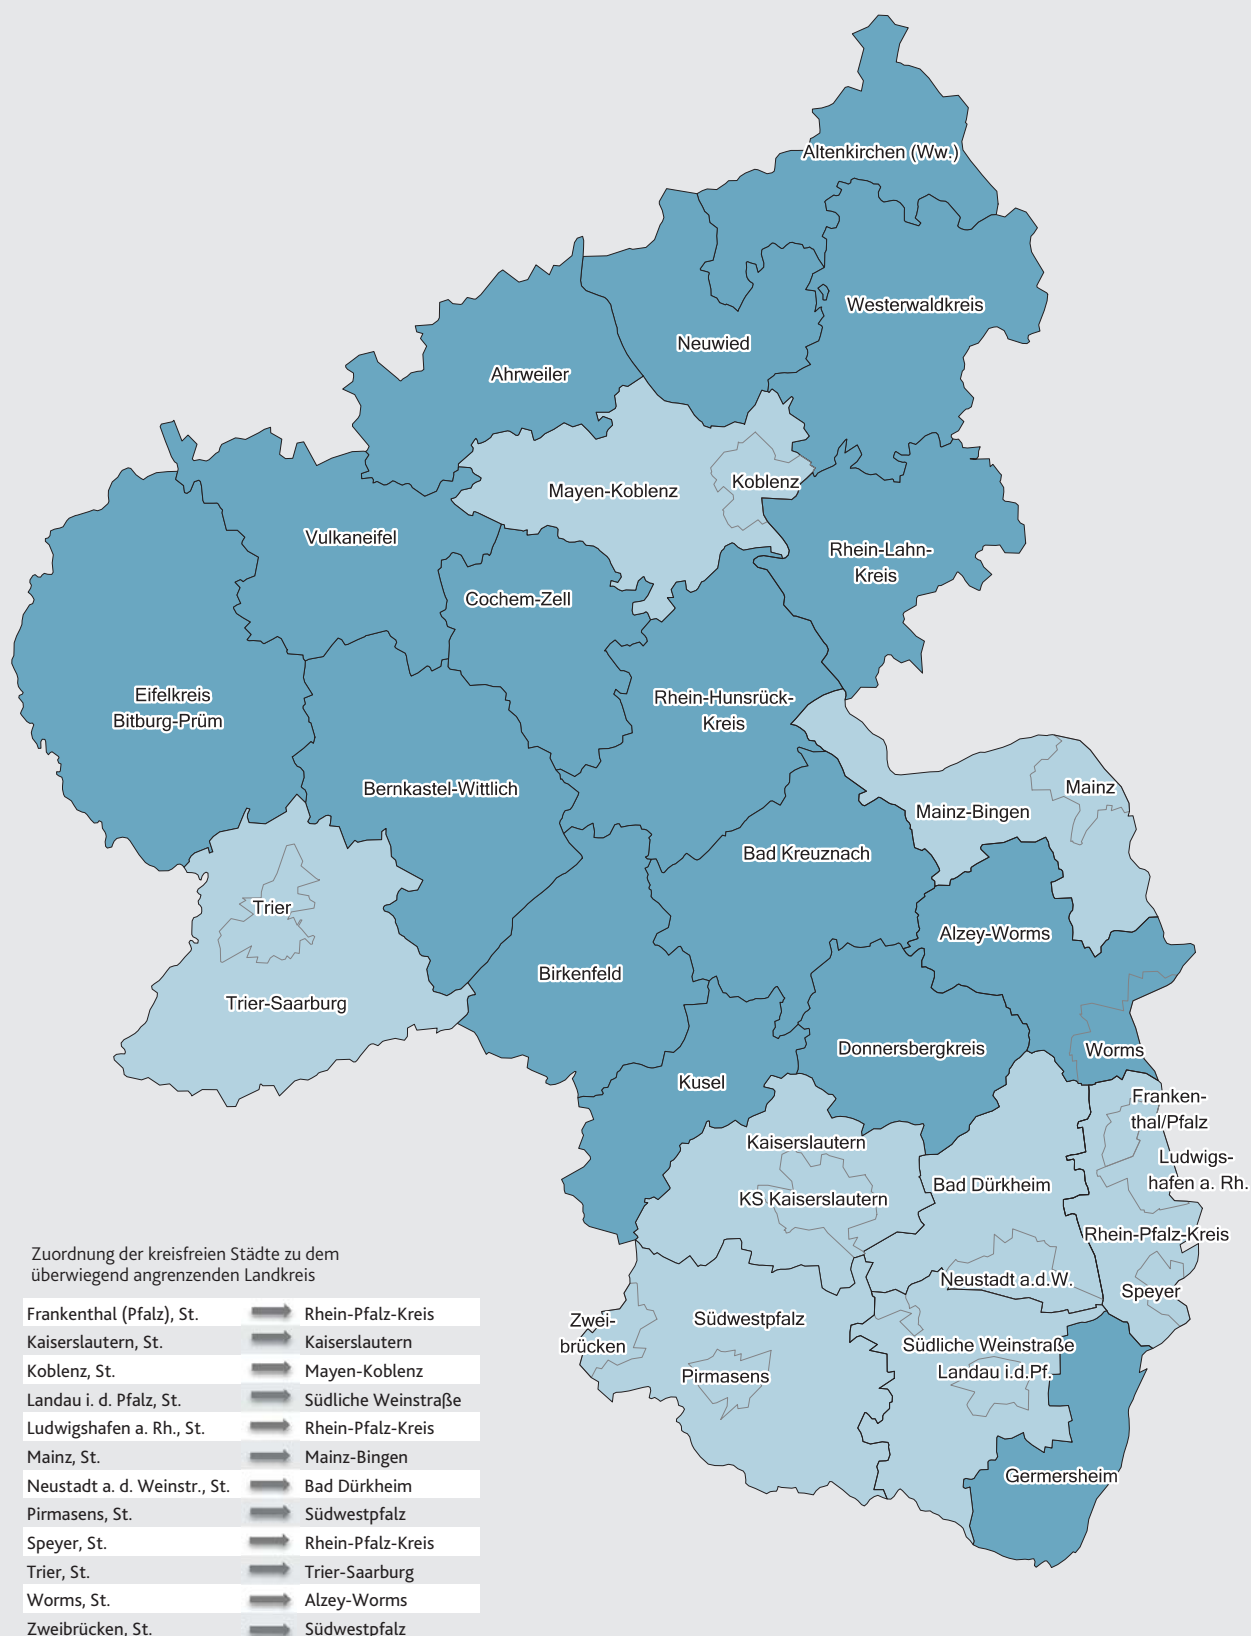 Altenkirchen (Ww.)
Westerwaldkreis
Neuwied
Ahrweiler
Koblenz
Mayen-Koblenz
Vulkaneifel
Rhein-Lahn-
Kreis
Cochem-Zell
Eifelkreis
Bitburg-Prüm
Rhein-Hunsrück-
Kreis
Bernkastel-Wittlich
Mainz
Mainz-Bingen
Bad Kreuznach
Trier
Alzey-Worms
Birkenfeld
Trier-Saarburg
Donnersbergkreis
Worms
Kusel
Franken-
thal/Pfalz
Kaiserslautern
Ludwigs-
hafen a. Rh.
Bad Dürkheim
KS Kaiserslautern
Rhein-Pfalz-Kreis
Neustadt a.d.W.
Speyer
Zwei-
brücken
Südwestpfalz
Südliche Weinstraße
Landau i.d.Pf.
Pirmasens
Germersheim
Zuordnung der kreisfreien Städte zu dem
überwiegend angrenzenden Landkreis
Frankenthal (Pfalz), St. Rhein-Pfalz-Kreis
Kaiserslautern, St. Kaiserslautern
Koblenz, St. Mayen-Koblenz
Landau i. d. Pfalz, St. Südliche Weinstraße
Ludwigshafen a. Rh., St. Rhein-Pfalz-Kreis
Mainz, St. Mainz-Bingen
Neustadt a. d. Weinstr., St. Bad Dürkheim
Pirmasens, St. Südwestpfalz
Speyer, St. Rhein-Pfalz-Kreis
Trier, St. Trier-Saarburg
Worms, St. Alzey-Worms
Zweibrücken, St. Südwestpfalz